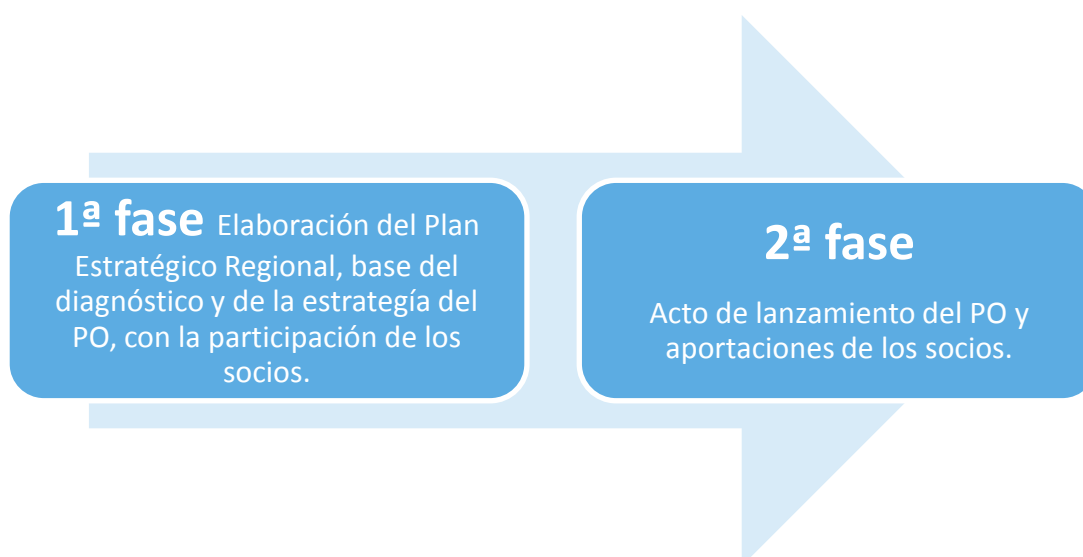 1ª fase Elaboración del Plan
Estratégico Regional, base del
diagnóstico y de la estrategía del
PO, con la participación de los
socios.
2ª fase
Acto de lanzamiento del PO y
aportaciones de los socios.